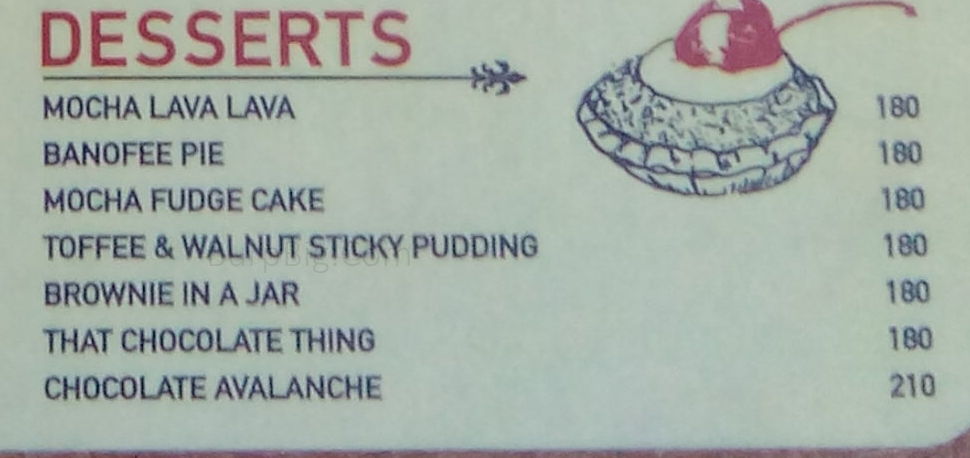 DESSERTS
MOCHA LAVA LAVA 180
BANOFEE PIE 180
MOCHA FUDGE CAKE 180
TOFFEE & WALNUT STICKY PUDDING 180
BROWNIE IN A JAR 180
THAT CHOCOLATE THING 180
CHOCOLATE AVALANCHE 210